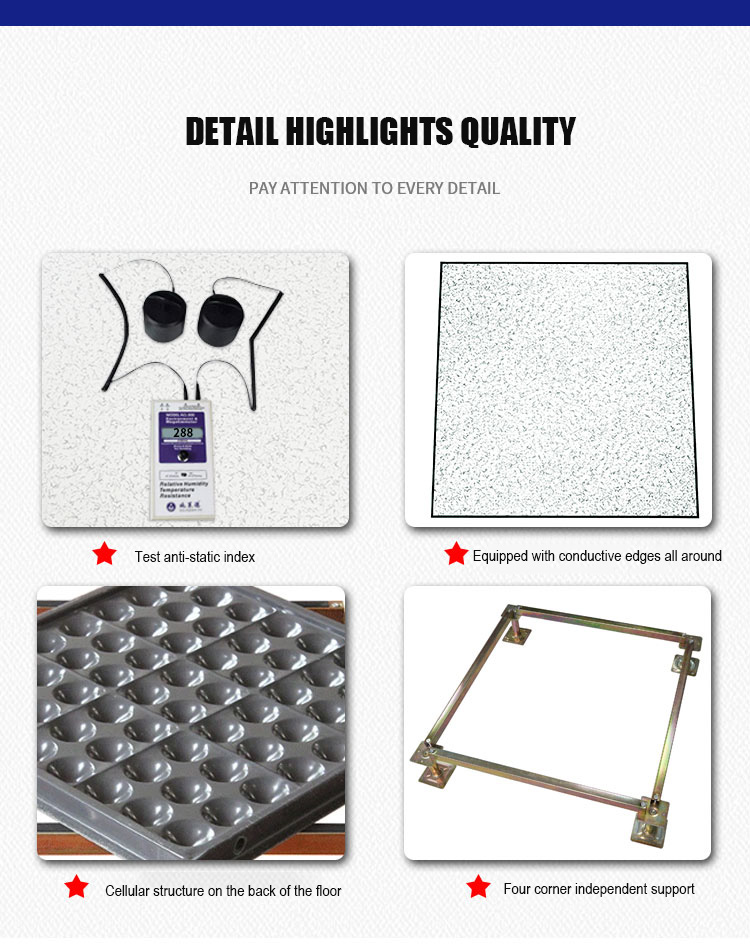 DETAIL HIGHLIGHTS QUALITY
PAY ATTENTION TO EVERY DETAIL
288
Relative Humidity
Temperature
Resistance
Test anti-static index
Equipped with conductive edges all around
Cellular structure on the back of the floor
Four corner independent support